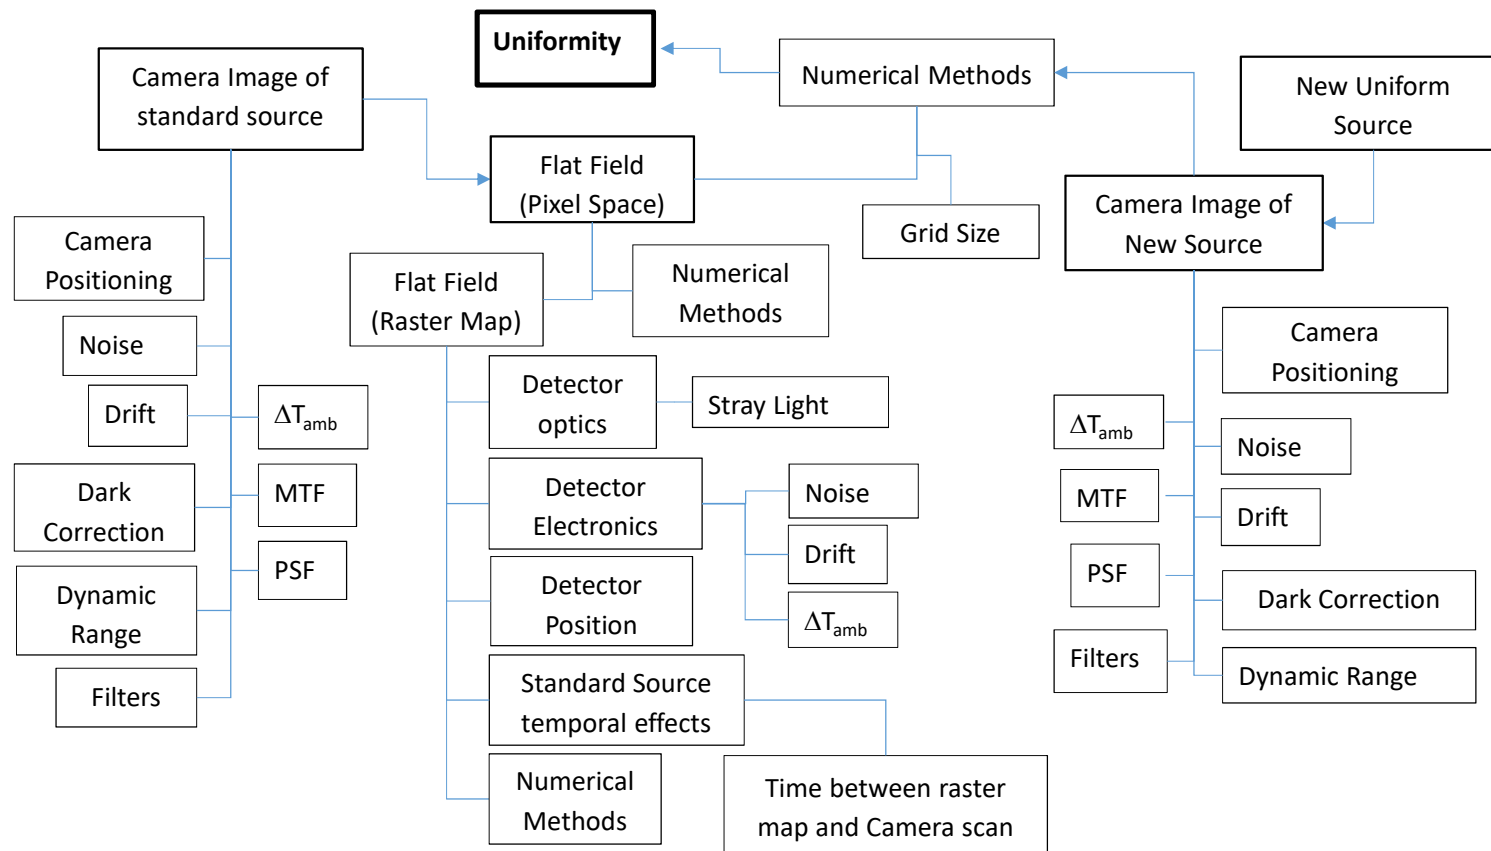 Uniformity
Camera Image of
standard source
Numerical Methods
New Uniform
Source
Flat Field
(Pixel Space)
Camera Image of
New Source
Grid Size
Camera
Positioning
Flat Field
(Raster Map)
Numerical
Methods
Noise
Drift
ΔTamb
Dark
Correction
MTF
PSF
Dynamic
Range
Filters
Detector
optics
Stray Light
Detector
Electronics
Noise
Drift
ΔTamb
Detector
Position
Standard Source
temporal effects
Numerical
Methods
Time between raster
map and Camera scan
Camera
Positioning
ΔTamb
Noise
MTF
Drift
PSF
Dark Correction
Filters
Dynamic Range